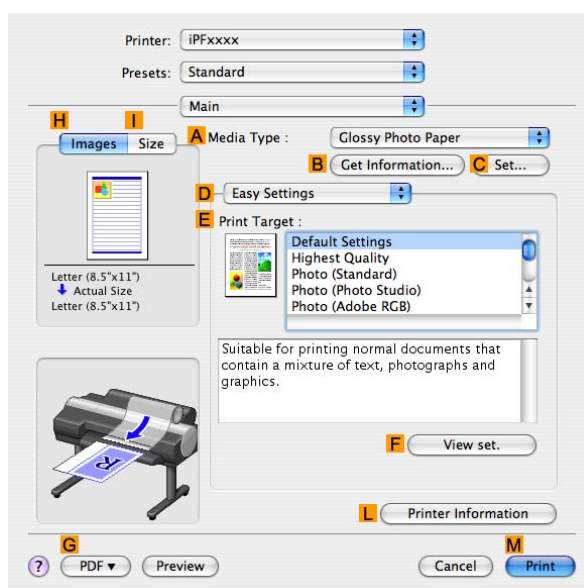 Printer: iPFxxxx
Presets: Standard
Main
H I
Images Size
A Media Type : Glossy Photo Paper
B Get Information... C Set...
D Easy Settings
E Print Target :
Default Settings
Highest Quality
Photo (Standard)
Photo (Photo Studio)
Photo (Adobe RGB)
Letter (8.5"x11")
Actual Size
Letter (8.5"x11")
Suitable for printing normal documents that
contain a mixture of text, photographs and
graphics.
R
F View set.
L Printer Information
G M
? PDF▼ Preview Cancel Print